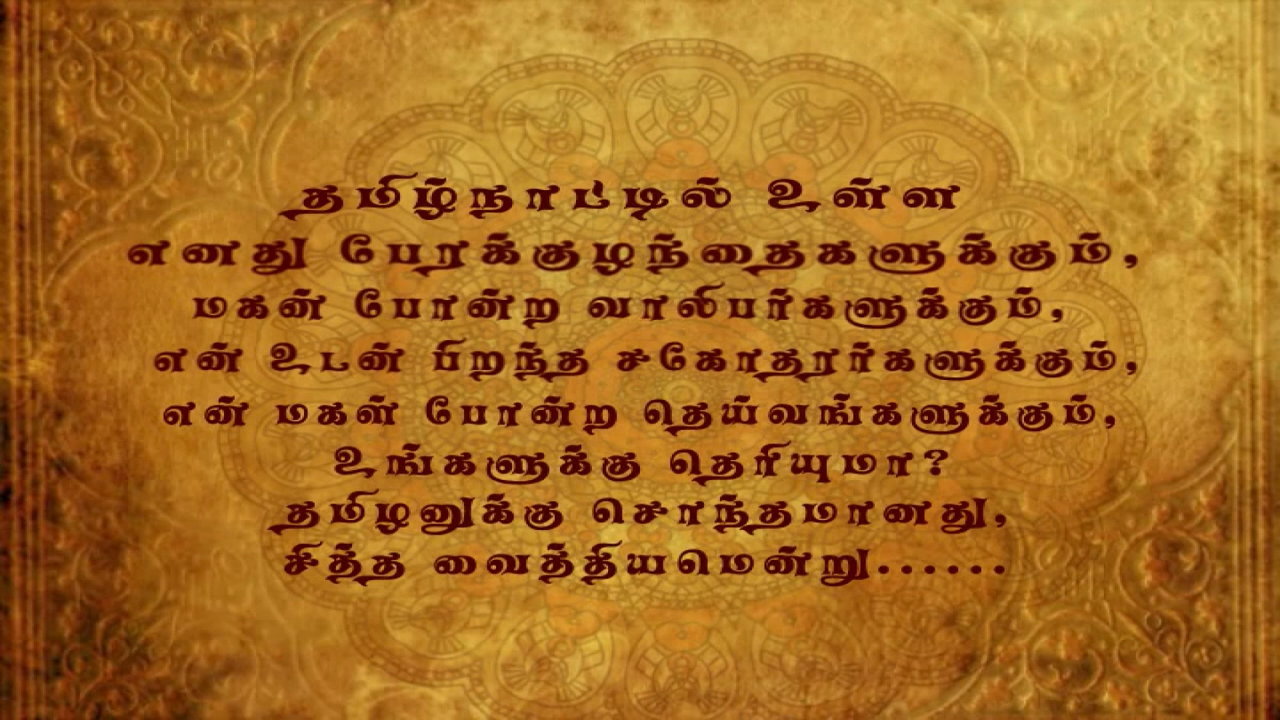 தமிழ்நாட்டில் உள்ள
எனது பேரக்குழந்தைகளுக்கும்,
மகன் போன்ற வாலிபர்களுக்கும்,
என் உடன் பிறந்த சகோதரர்களுக்கும்,
என் மகள் போன்ற தெய்வங்களுக்கும்,
உங்களுக்கு தெரியுமா?
தமிழனுக்கு சொந்தமானது,
சித்த வைத்தியமென்று......